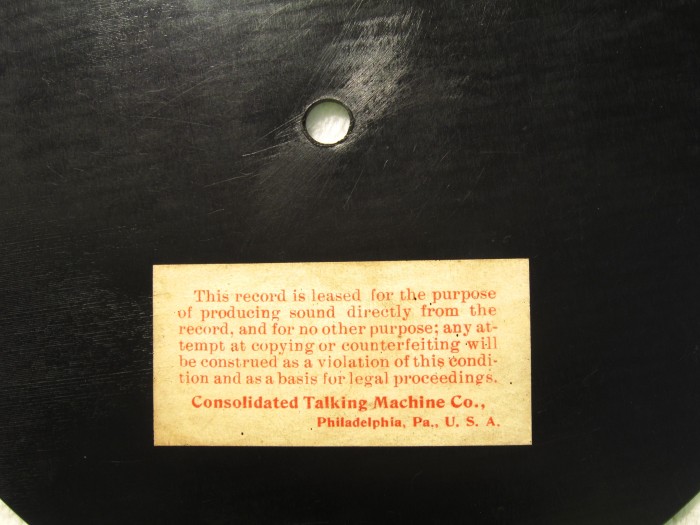 This record is leased for the purpose
of producing sound directly from the
record, and for no other purpose; any at-
tempt at copying or counterfeiting will
be construed as a violation of this condi-
tion and as a basis for legal proceedings.
Consolidated Talking Machine Co.,
Philadelphia, Pa., U. S. A.